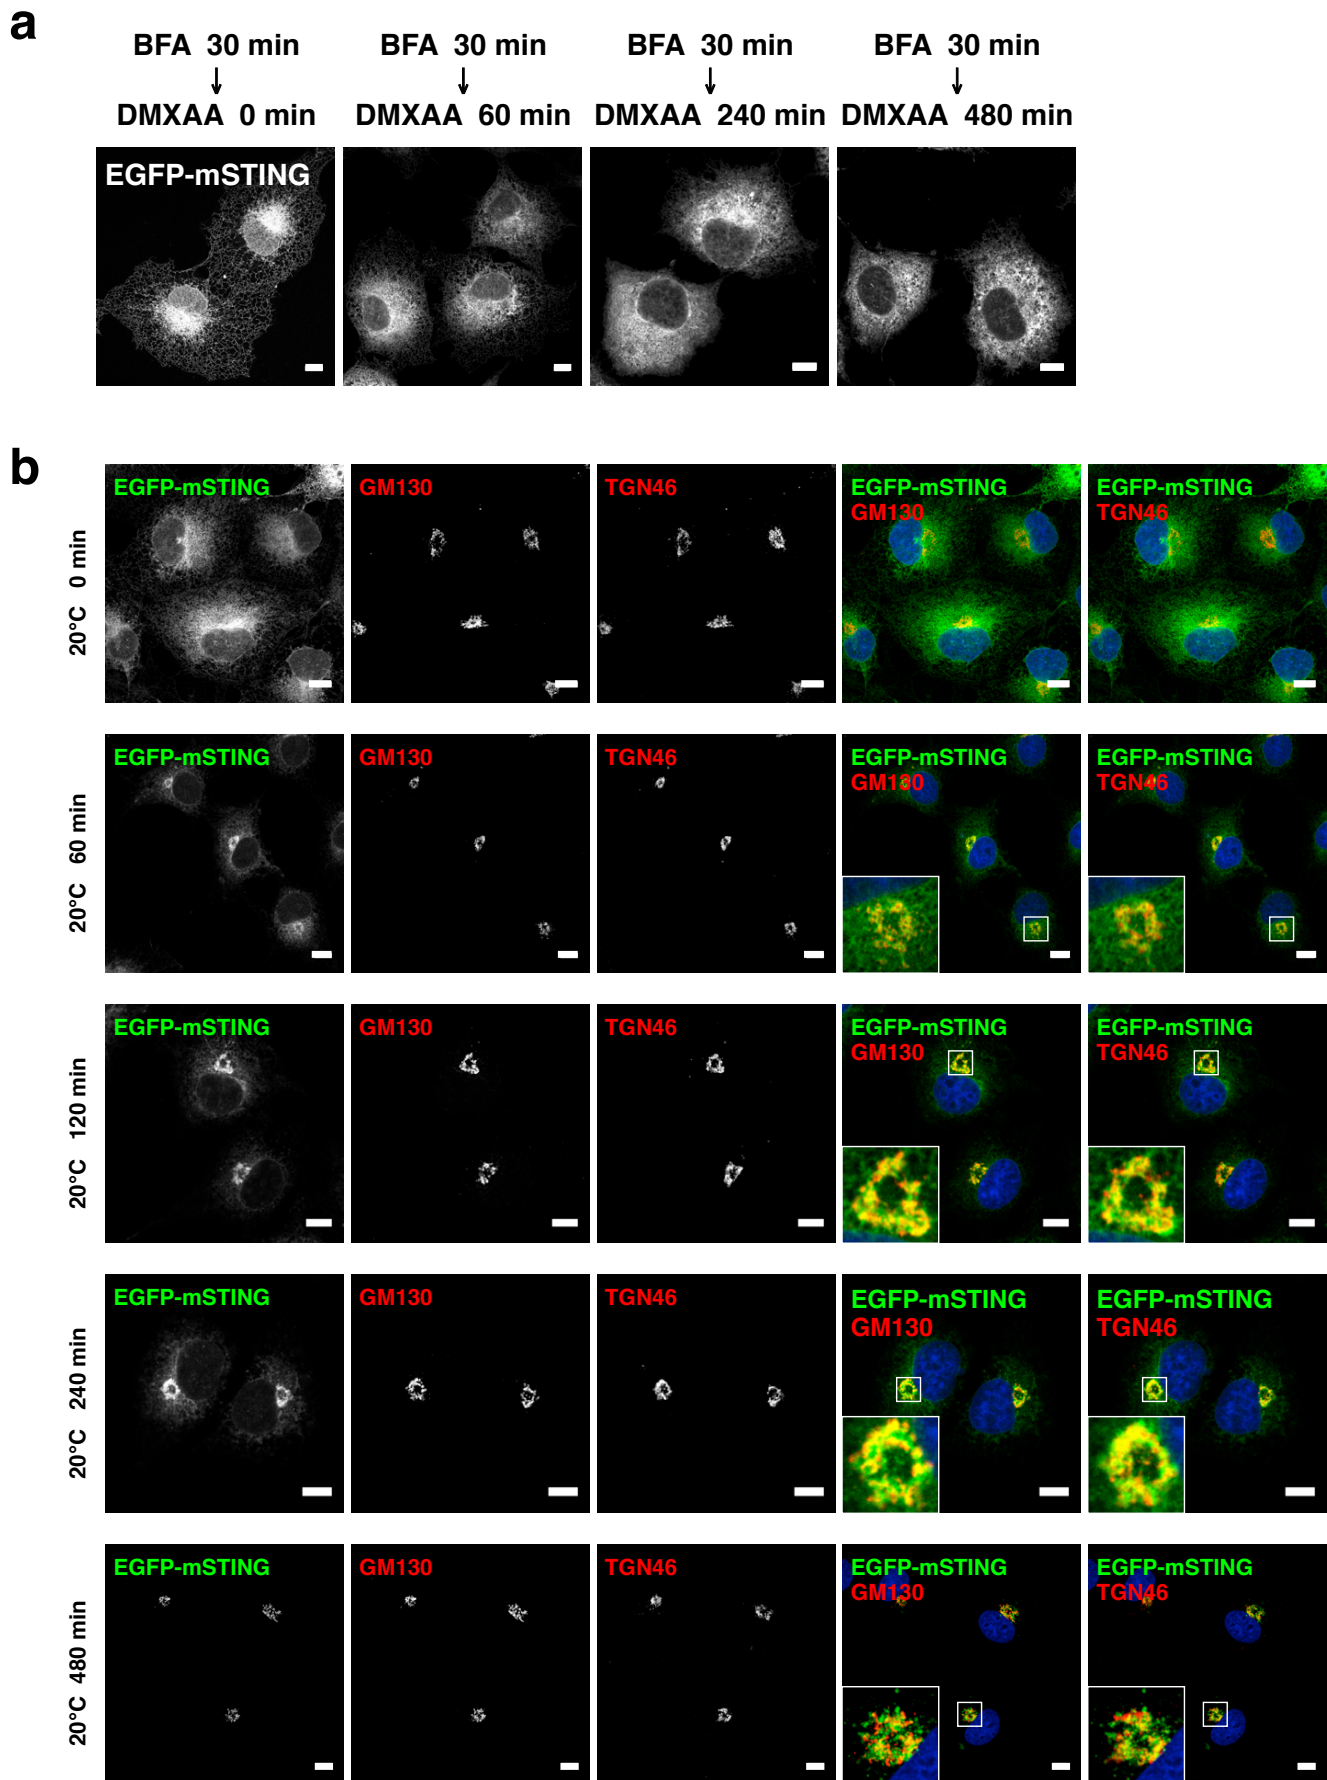 a
BFA 30 min
BFA 30 min
BFA 30 min
BFA 30 min
DMXAA 0 min
DMXAA 60 min
DMXAA 240 min
DMXAA 480 min
EGFP-mSTING
b
20°C 0 min
EGFP-mSTING
GM130
TGN46
EGFP-mSTING
GM130
EGFP-mSTING
TGN46
20°C 60 min
EGFP-mSTING
GM130
TGN46
EGFP-mSTING
GM130
EGFP-mSTING
TGN46
20°C 120 min
EGFP-mSTING
GM130
TGN46
EGFP-mSTING
GM130
EGFP-mSTING
TGN46
20°C 240 min
EGFP-mSTING
GM130
TGN46
EGFP-mSTING
GM130
EGFP-mSTING
TGN46
20°C 480 min
EGFP-mSTING
GM130
TGN46
EGFP-mSTING
GM130
EGFP-mSTING
TGN46